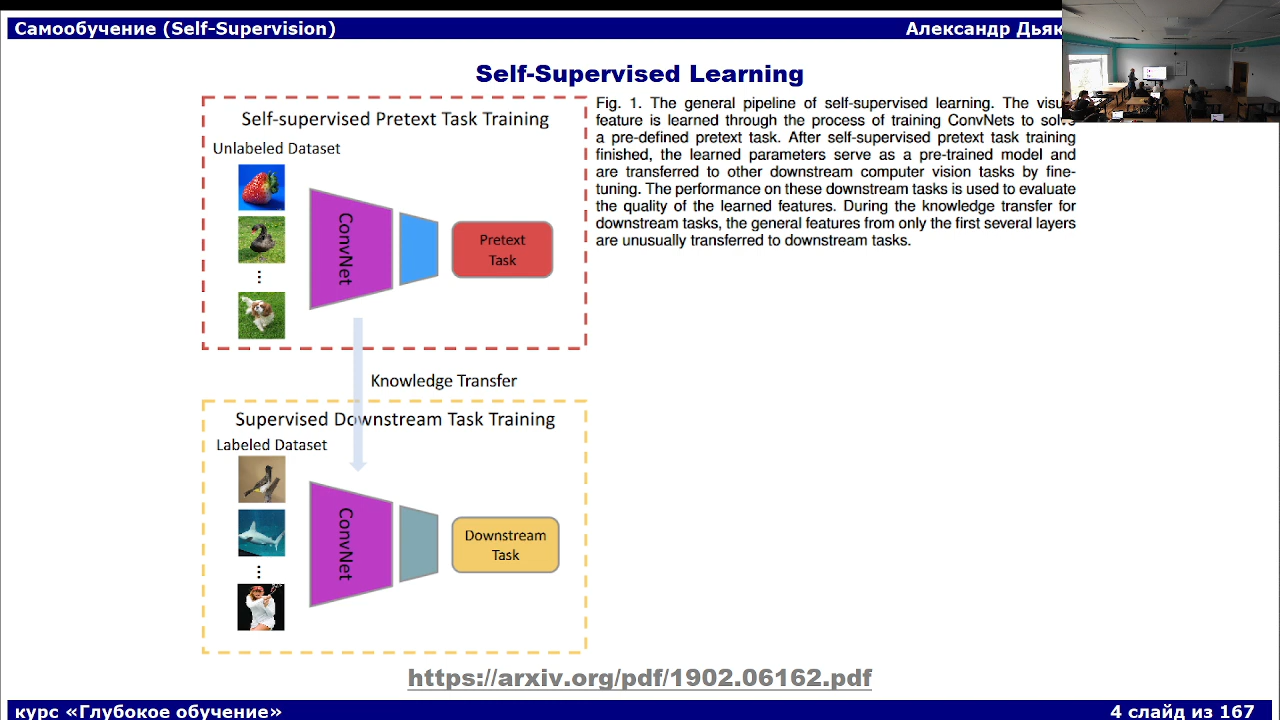 Самообучение (Self-Supervision)
Александр Дьяк
Self-Supervised Learning
Self-supervised Pretext Task Training
Unlabeled Dataset
ConvNet
Pretext
Task
Knowledge Transfer
Supervised Downstream Task Training
Labeled Dataset
ConvNet
Downstream
Task
Fig. 1. The general pipeline of self-supervised learning. The visu
feature is learned through the process of training ConvNets to solve
a pre-defined pretext task. After self-supervised pretext task training
finished, the learned parameters serve as a pre-trained model and
are transferred to other downstream computer vision tasks by fine-
tuning. The performance on these downstream tasks is used to evaluate
the quality of the learned features. During the knowledge transfer for
downstream tasks, the general features from only the first several layers
are unusually transferred to downstream tasks.
https://arxiv.org/pdf/1902.06162.pdf
курс «Глубокое обучение»
4 слайд из 167